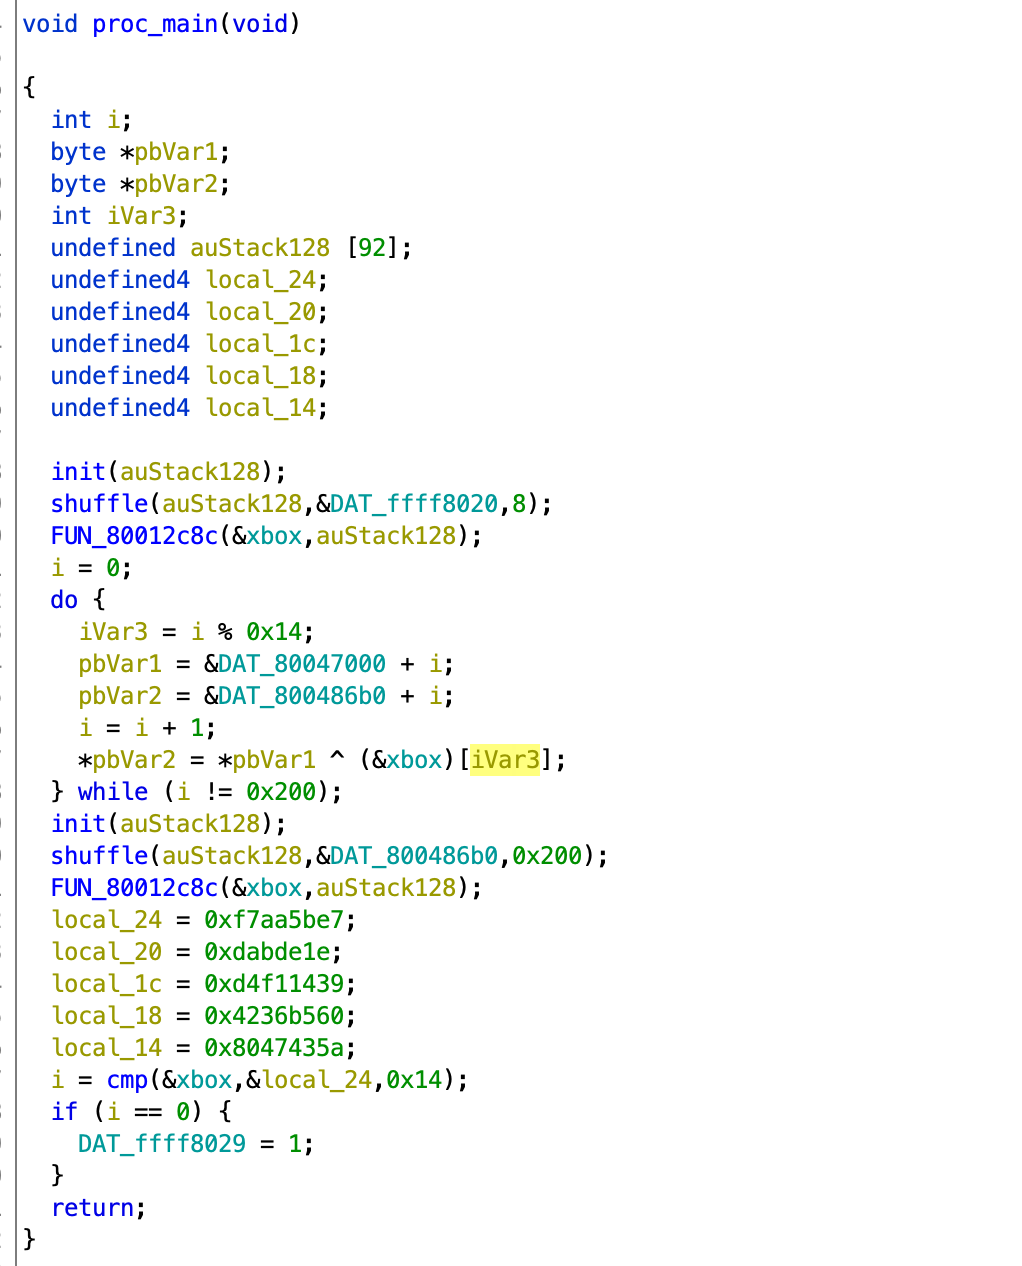 void proc_main(void)
{
int i;
byte *pbVar1;
byte *pbVar2;
int iVar3;
undefined auStack128 [92];
undefined4 local_24;
undefined4 local_20;
undefined4 local_1c;
undefined4 local_18;
undefined4 local_14;
init(auStack128);
shuffle(auStack128,&DAT_ffff8020,8);
FUN_80012c8c(&xbox,auStack128);
i = 0;
do {
iVar3 = i % 0x14;
pbVar1 = &DAT_80047000 + i;
pbVar2 = &DAT_800486b0 + i;
i = i + 1;
*pbVar2 = *pbVar1 ^ (&xbox)[iVar3];
} while (i != 0x200);
init(auStack128);
shuffle(auStack128,&DAT_800486b0,0x200);
FUN_80012c8c(&xbox,auStack128);
local_24 = 0xf7aa5be7;
local_20 = 0xdabde1e;
local_1c = 0xd4f11439;
local_18 = 0x4236b560;
local_14 = 0x8047435a;
i = cmp(&xbox,&local_24,0x14);
if (i == 0) {
DAT_ffff8029 = 1;
}
return;
}